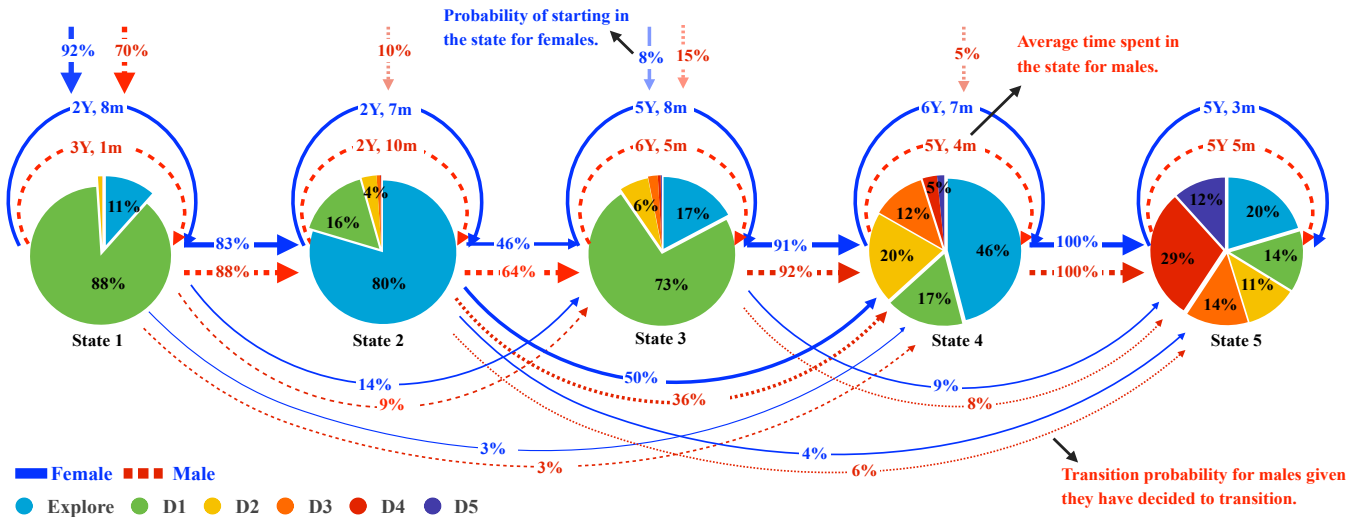 Probability of starting in
the state for females.
92%
70%
10%
8%
15%
5%
Average time spent in
the state for males.
2Y, 8m
2Y, 7m
5Y, 8m
6Y, 7m
5Y, 3m
3Y, 1m
2Y, 10m
6Y, 5m
5Y, 4m
5Y 5m
11%
88%
4%
16%
80%
6%
17%
73%
5%
12%
20%
46%
17%
12%
20%
29%
14%
14%
11%
83%
46%
91%
100%
88%
64%
92%
100%
State 1
State 2
State 3
State 4
State 5
14%
9%
50%
36%
9%
8%
3%
3%
4%
6%
Female
Male
Transition probability for males given
they have decided to transition.
Explore
D1
D2
D3
D4
D5